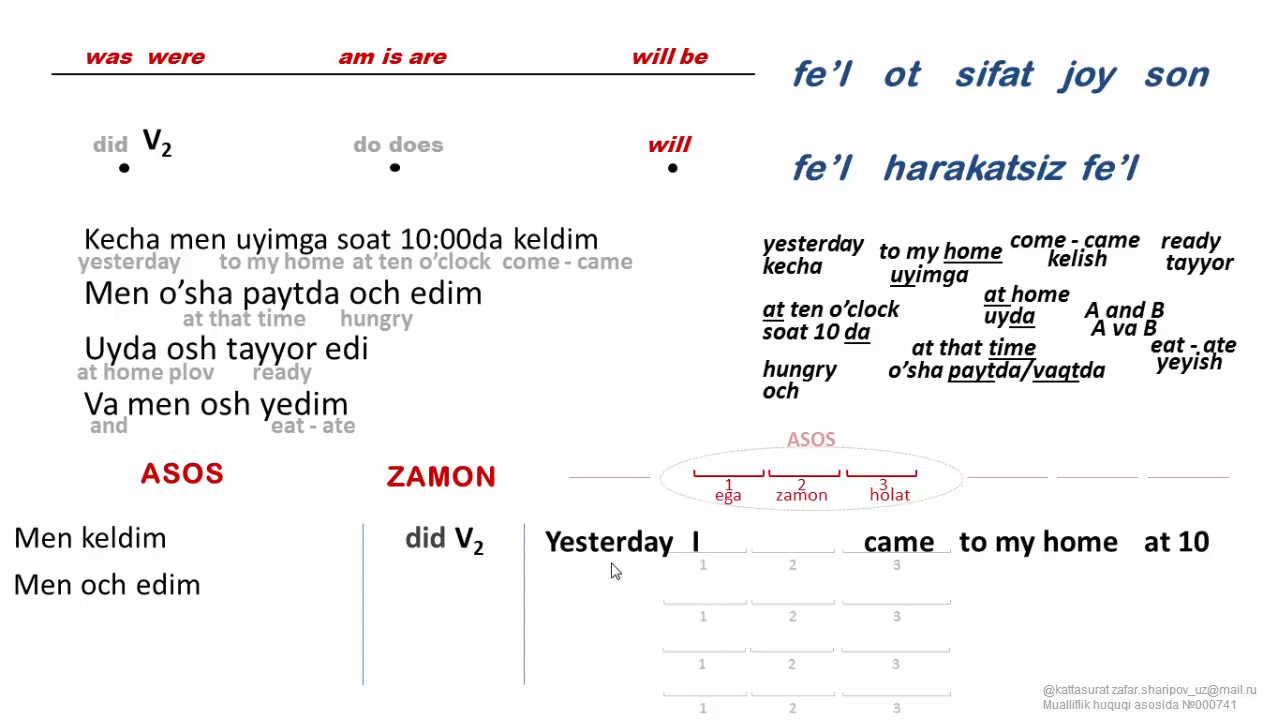 was were am is are will be
fe’l ot sifat joy son
did V2 do does will
fe’l harakatsiz fe’l
Kecha men uyimga soat 10:00da keldim
yesterday to my home at ten o’clock come - came
Men o’sha paytda och edim
at that time hungry
Uyda osh tayyor edi
at home plov ready
Va men osh yedim
and eat - ate
yesterday
kecha
to my home
uyimga
come - came
kelish
ready
tayyor
at ten o’clock
soat 10 da
at home
uyda
A and B
A va B
hungry
och
at that time
o’sha paytda/vaqtda
eat - ate
yeyish
ASOS ZAMON
ASOS
1 2 3
ega zamon holat
Men keldim did V2 Yesterday I came to my home at 10
1 2 3
Men och edim
1 2 3
1 2 3
1 2 3
@kattasurat zafar.sharipov_uz@mail.ru
Mualliflik huquqi asosida №000741